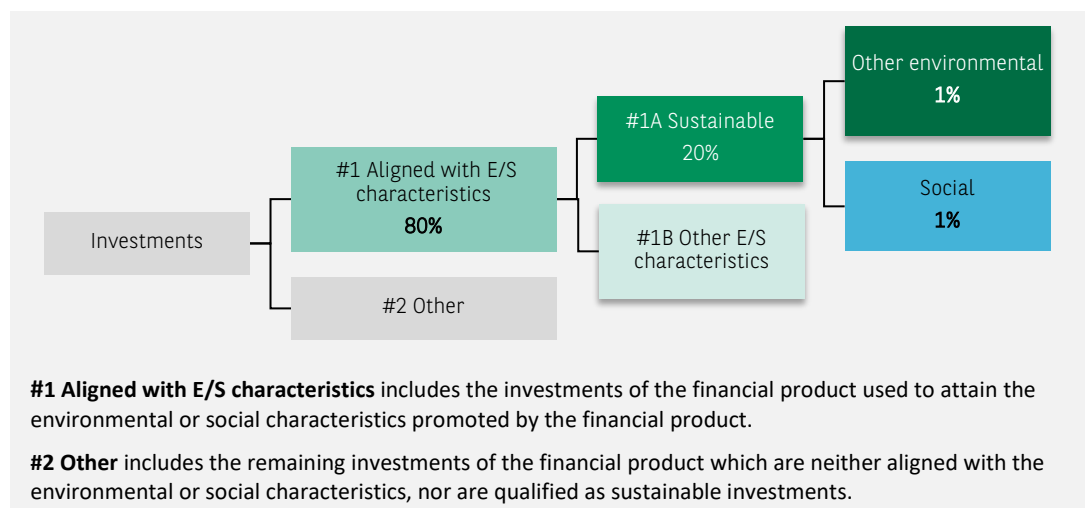 Other environmental
1%
#1A Sustainable
20%
#1 Aligned with E/S
characteristics
80%
Social
1%
Investments
#1B Other E/S
characteristics
#2 Other
#1 Aligned with E/S characteristics includes the investments of the financial product used to attain the
environmental or social characteristics promoted by the financial product.
#2 Other includes the remaining investments of the financial product which are neither aligned with the
environmental or social characteristics, nor are qualified as sustainable investments.